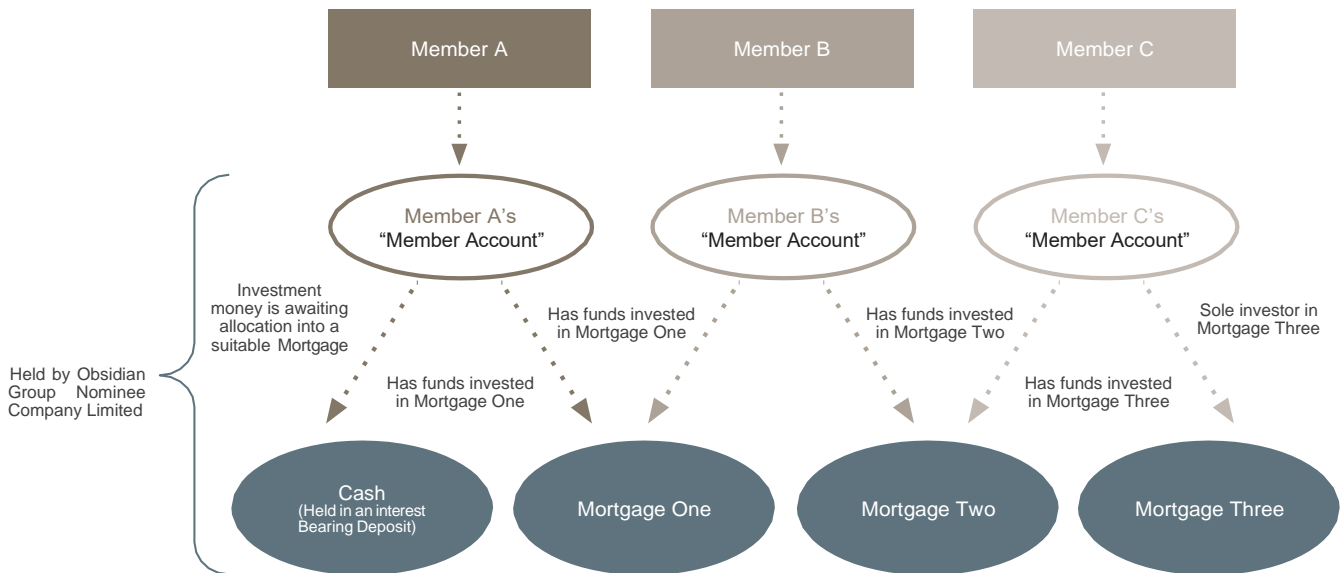 Member A
Member B
Member C
Member A’s
“Member Account”
Member B’s
“Member Account”
Member C’s
“Member Account”
Investment
money is awaiting
allocation into a
suitable Mortgage
Has funds invested
in Mortgage One
Has funds invested
in Mortgage Two
Sole investor in
Mortgage Three
Held by Obsidian
Group Nominee
Company Limited
Has funds invested
in Mortgage One
Has funds invested
in Mortgage Three
Cash
(Held in an interest
Bearing Deposit)
Mortgage One
Mortgage Two
Mortgage Three